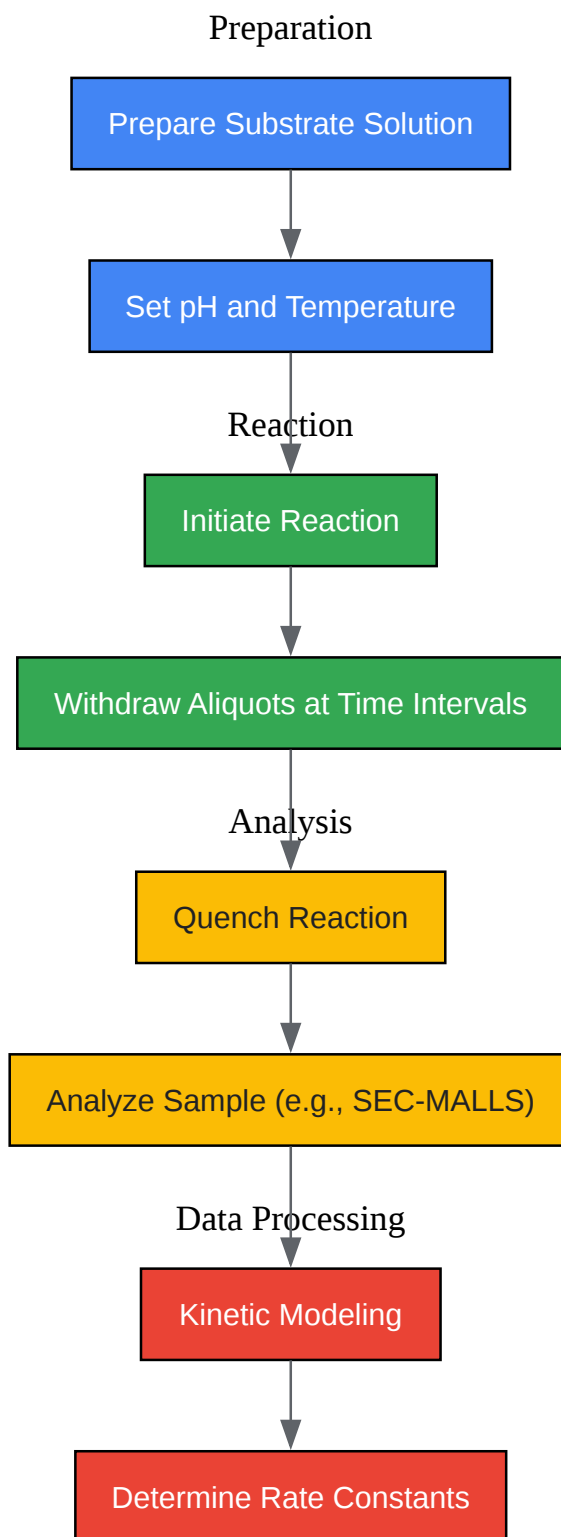 Preparation
Prepare Substrate Solution
Set pH and Temperature
Reaction
Initiate Reaction
Withdraw Aliquots at Time Intervals
Analysis
Quench Reaction
Analyze Sample (e.g., SEC-MALLS)
Data Processing
Kinetic Modeling
Determine Rate Constants